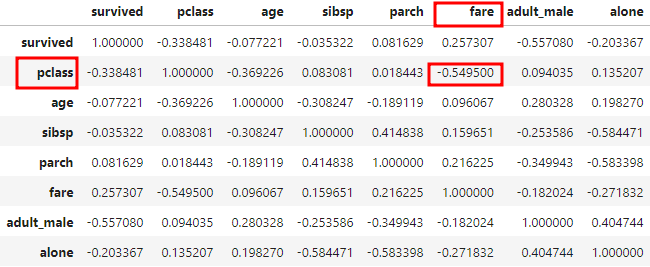 survived pclass age sibsp parch fare adult_male alone
survived 1.000000 -0.338481 -0.077221 -0.035322 0.081629 0.257307 -0.557080 -0.203367
pclass -0.338481 1.000000 -0.369226 0.083081 0.018443 -0.549500 0.094035 0.135207
age -0.077221 -0.369226 1.000000 -0.308247 -0.189119 0.096067 0.280328 0.198270
sibsp -0.035322 0.083081 -0.308247 1.000000 0.414838 0.159651 -0.253586 -0.584471
parch 0.081629 0.018443 -0.189119 0.414838 1.000000 0.216225 -0.349943 -0.583398
fare 0.257307 -0.549500 0.096067 0.159651 0.216225 1.000000 -0.182024 -0.271832
adult_male -0.557080 0.094035 0.280328 -0.253586 -0.349943 -0.182024 1.000000 0.404744
alone -0.203367 0.135207 0.198270 -0.584471 -0.583398 -0.271832 0.404744 1.000000